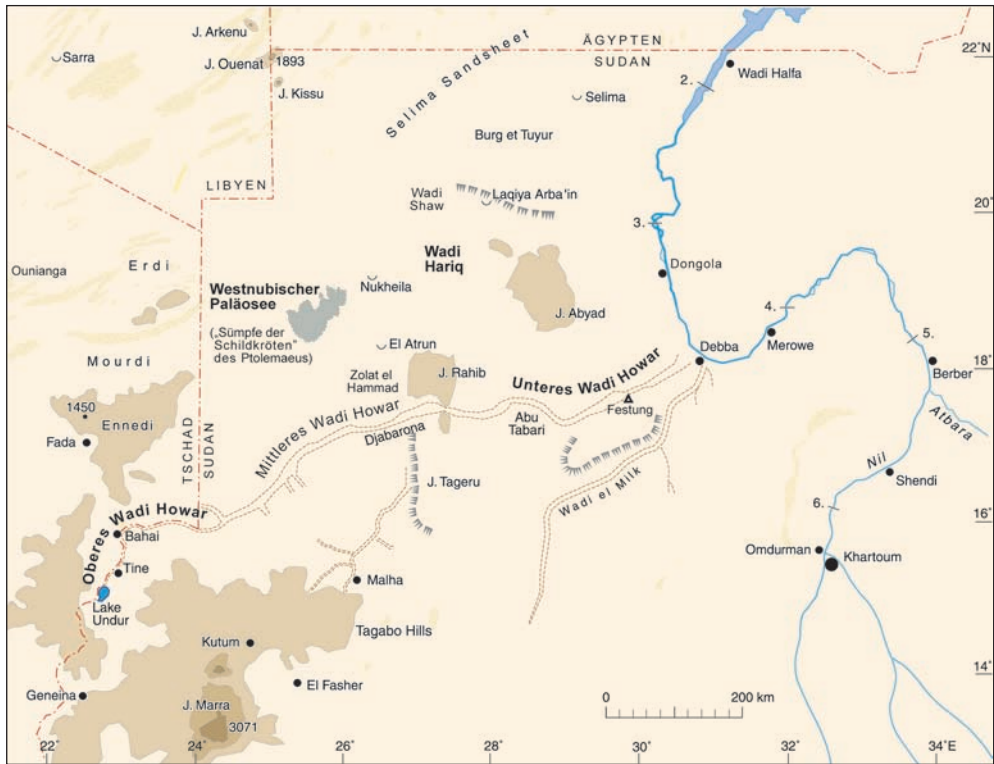 J. Arkenu
Sarra
J. Ouenat
1893
J. Kissu
Selima Sandsheet
ÄGYPTEN
SUDAN
22°N
Wadi Halfa
2.
Selima
Burg et Tuyur
LIBYEN
Wadi
Shaw
Laqiya Arba'in
20°
3.
Ounianga
Erdi
Wadi
Hariq
Dongola
Westnubischer
Paläosee
Nukheila
(„Sümpfe der
Schildkröten"
des Ptolemaeus)
J. Abyad
4.
5.
El Atrun
Debba
Merowe
Mourdi
18°
Berber
Zolat el
Hammad
J. Rahib
Unteres Wadi Howar
1450
Ennedi
Fada
TSCHAD
SUDAN
Mittleres Wadi Howar
Djabarona
Abu
Tabari
Festung
Atbara
Nil
Shendi
J. Tageru
Wadi el Milk
6.
16°
Oberes Wadi Howar
Bahai
Omdurman
Khartoum
Tine
Malha
Lake
Undur
Tagabo Hills
Kutum
14°
Geneina
El Fasher
J. Marra
3071
0
200 km
22°
24°
26°
28°
30°
32°
34°E